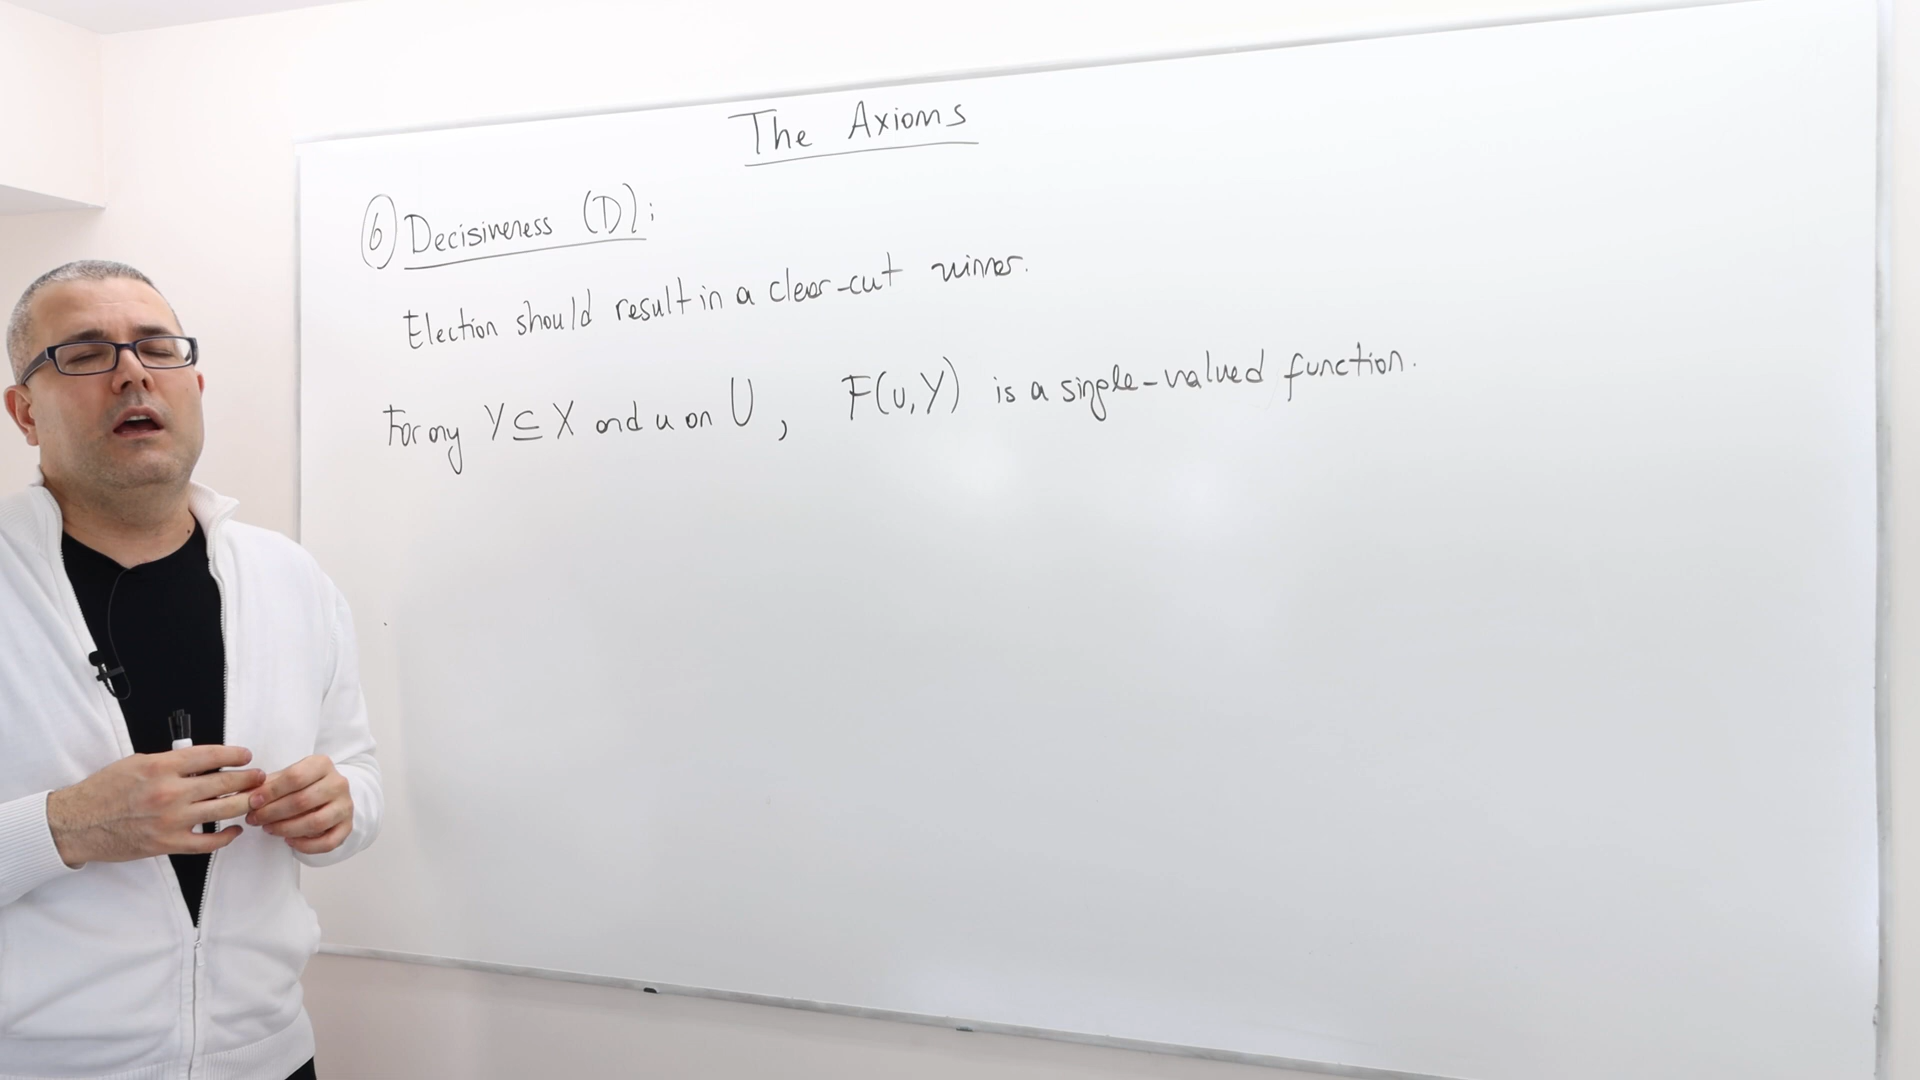 The Axioms
6 Decisiveness (D):
Election should result in a clear-cut winner.
For any Y ⊆ X and u on U, F(u,Y) is a single-valued function.